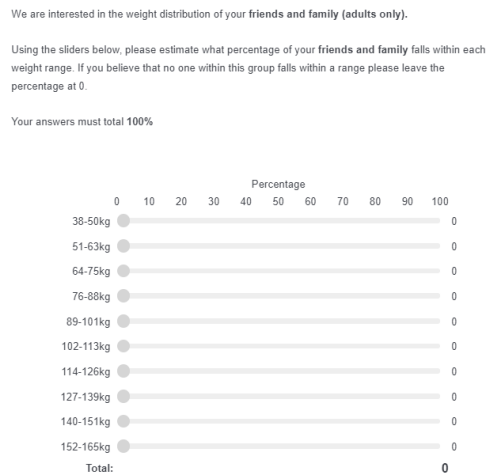 We are interested in the weight distribution of your friends and family (adults only).
Using the sliders below, please estimate what percentage of your friends and family falls within each
weight range. If you believe that no one within this group falls within a range please leave the
percentage at 0.
Your answers must total 100%
Percentage
0 10 20 30 40 50 60 70 80 90 100
38-50kg 0
51-63kg 0
64-75kg 0
76-88kg 0
89-101kg 0
102-113kg 0
114-126kg 0
127-139kg 0
140-151kg 0
152-165kg 0
Total: 0